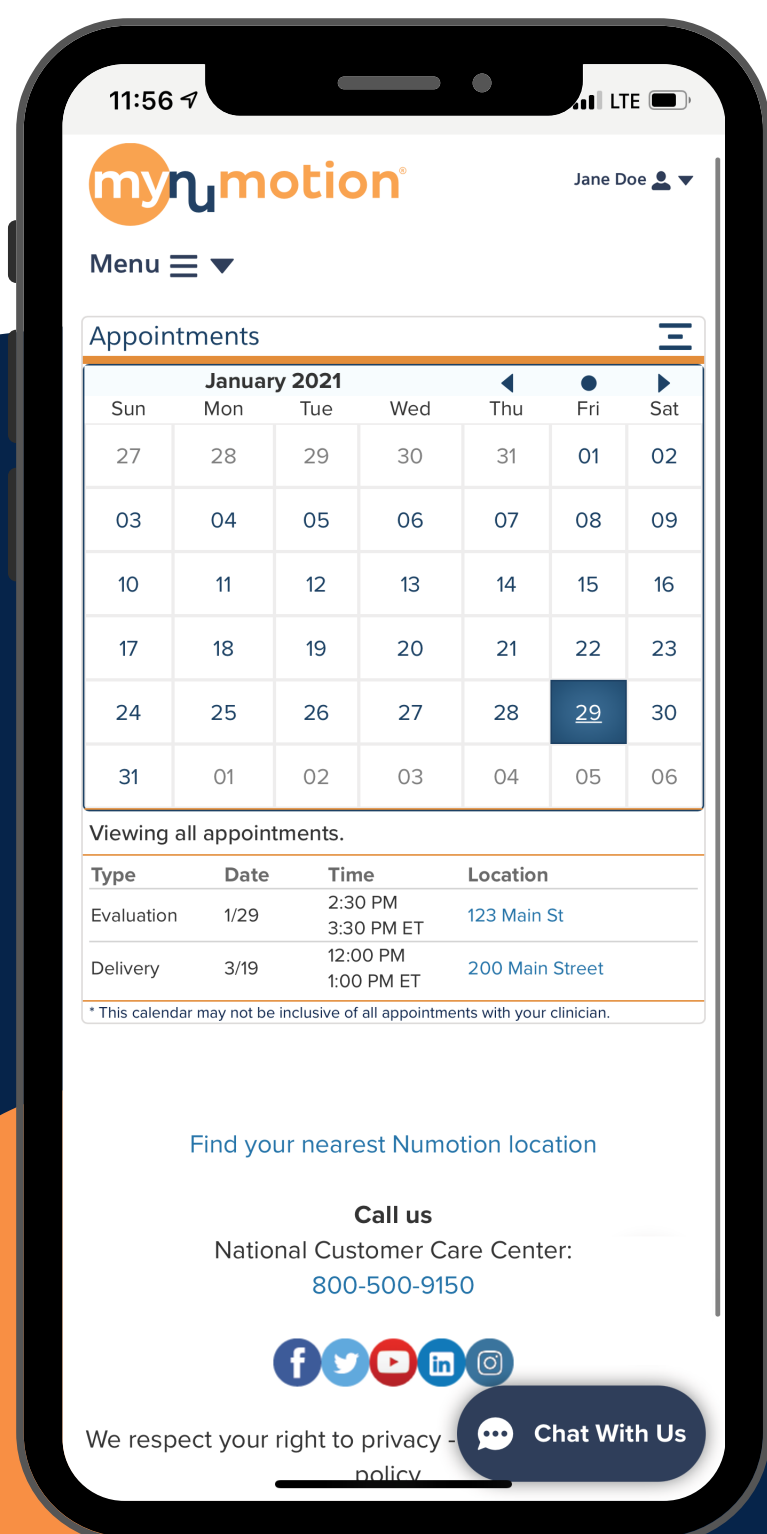 11:56 LTE
mynumotion®
Jane Doe
Menu
Appointments
January 2021
Sun Mon Tue Wed Thu Fri Sat
27 28 29 30 31 01 02
03 04 05 06 07 08 09
10 11 12 13 14 15 16
17 18 19 20 21 22 23
24 25 26 27 28 29 30
31 01 02 03 04 05 06
Viewing all appointments.
Type Date Time Location
Evaluation 1/29 2:30 PM 123 Main St
3:30 PM ET
Delivery 3/19 12:00 PM 200 Main Street
1:00 PM ET
* This calendar may not be inclusive of all appointments with your clinician.
Find your nearest Numotion location
Call us
National Customer Care Center:
800-500-9150
We respect your right to privacy -
policy
Chat With Us